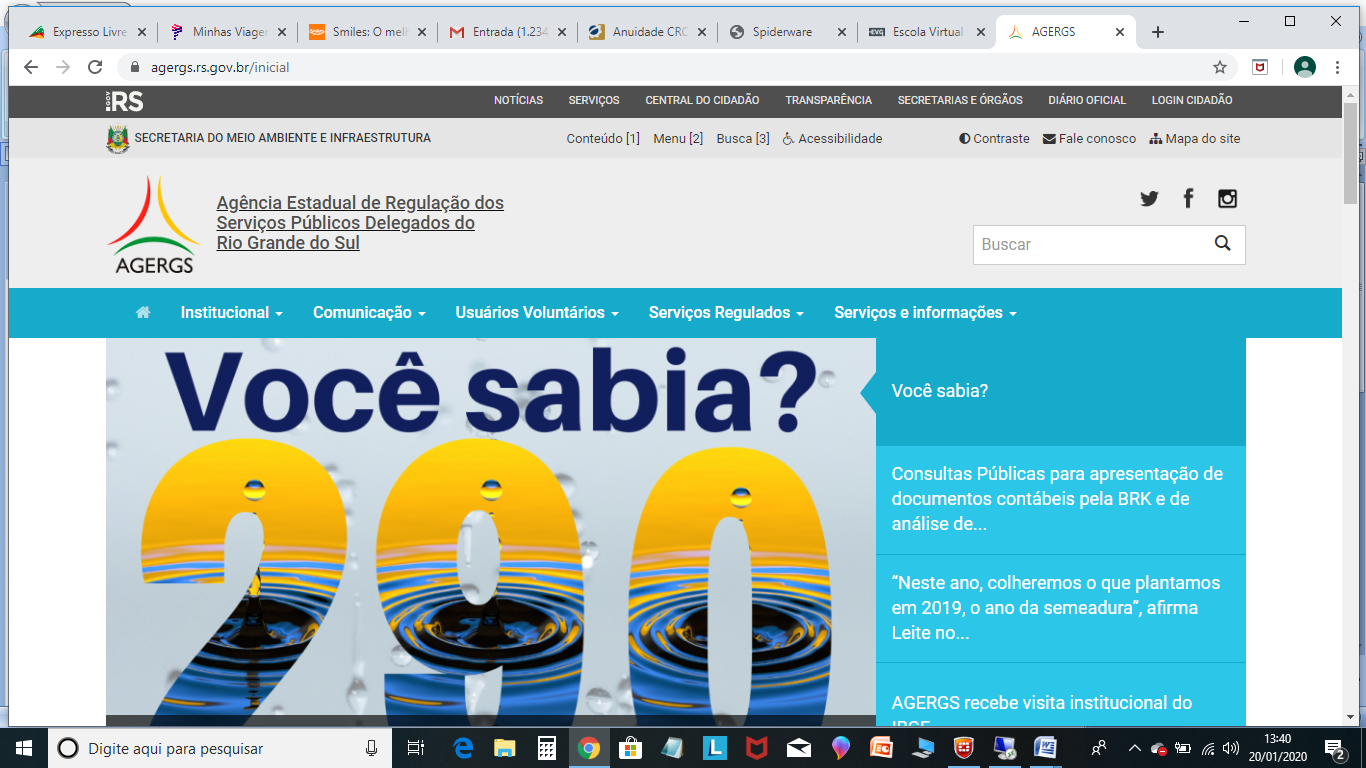 Expresso Livre
Minhas Viager
Smiles: O melh
Entrada (1.234
Anuidade CRC
Spiderware
EVG Escola Virtual
AGERGS
agergs.rs.gov.br/inicial
GOV RS
NOTÍCIAS SERVIÇOS CENTRAL DO CIDADÃO TRANSPARÊNCIA SECRETARIAS E ÓRGÃOS DIÁRIO OFICIAL LOGIN CIDADÃO
SECRETARIA DO MEIO AMBIENTE E INFRAESTRUTURA
Conteúdo [1] Menu [2] Busca [3] Acessibilidade Contraste Fale conosco Mapa do site
AGERGS
Agência Estadual de Regulação dos
Serviços Públicos Delegados do
Rio Grande do Sul
Buscar
Institucional Comunicação Usuários Voluntários Serviços Regulados Serviços e informações
Você sabia?
290
Você sabia?
Consultas Públicas para apresentação de
documentos contábeis pela BRK e de
análise de...
“Neste ano, colheremos o que plantamos
em 2019, o ano da semeadura”, afirma
Leite no...
AGERGS recebe visita institucional do
Digite aqui para pesquisar
13:40
20/01/2020
2